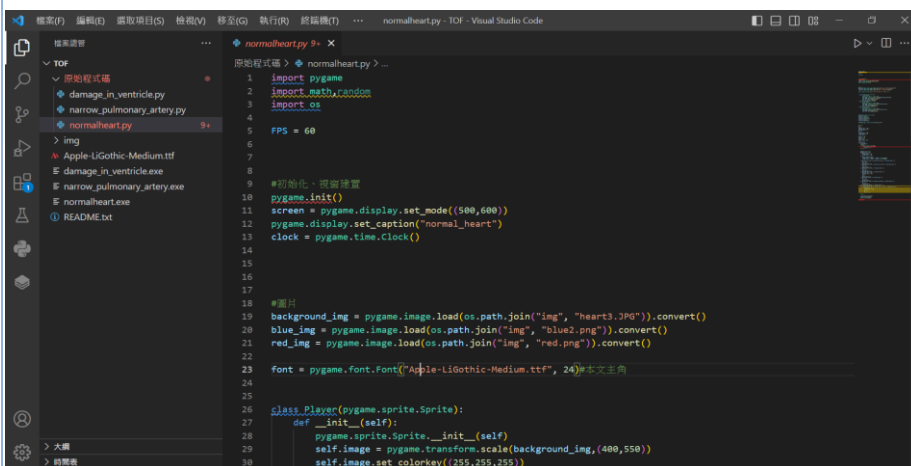 檔案(F) 編輯(E) 選取項目(S) 檢視(V) 移至(G) 執行(R) 終端機(T) ··· normalheart.py - TOF - Visual Studio Code
檔案總管 ···
TOF
原始程式碼
damage_in_ventricle.py
narrow_pulmonary_artery.py
normalheart.py 9+
img
Apple-LiGothic-Medium.ttf
damage_in_ventricle.exe
narrow_pulmonary_artery.exe
normalheart.exe
README.txt
大綱
時間表
1
normalheart.py 9+
原始程式碼 > normalheart.py > ...
1 import pygame
2 import math,random
3 import os
4
5 FPS = 60
6
7
8
9 #初始化、視窗建置
10 pygame.init()
11 screen = pygame.display.set_mode((500,600))
12 pygame.display.set_caption("normal_heart")
13 clock = pygame.time.Clock()
14
15
16
17
18 #圖片
19 background_img = pygame.image.load(os.path.join("img", "heart3.JPG")).convert()
20 blue_img = pygame.image.load(os.path.join("img", "blue2.png")).convert()
21 red_img = pygame.image.load(os.path.join("img", "red.png")).convert()
22
23 font = pygame.font.Font("Apple-LiGothic-Medium.ttf", 24)#本文主角
24
25
26 class Player(pygame.sprite.Sprite):
27 def __init__(self):
28 pygame.sprite.Sprite.__init__(self)
29 self.image = pygame.transform.scale(background_img,(400,550))
30 self.image.set_colorkey((255,255,255))